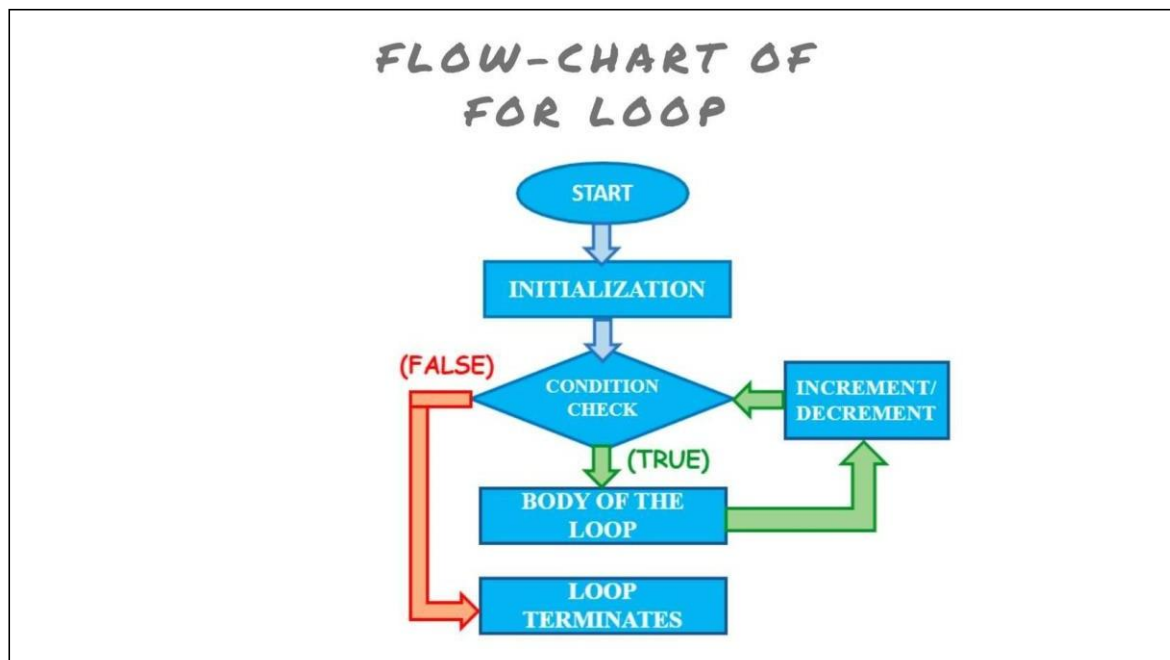 FLOW-CHART OF
FOR LOOP
START
INITIALIZATION
(FALSE)
CONDITION
CHECK
INCREMENT/
DECREMENT
(TRUE)
BODY OF THE
LOOP
LOOP
TERMINATES